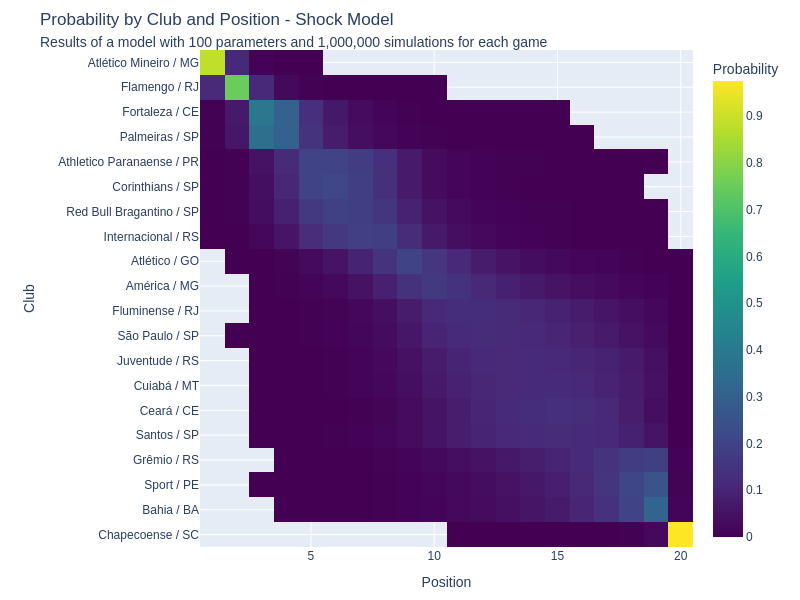 Probability by Club and Position - Shock Model
Results of a model with 100 parameters and 1,000,000 simulations for each game
Probability
Club
Atlético Mineiro / MG
Flamengo / RJ
Fortaleza / CE
Palmeiras / SP
Athletico Paranaense / PR
Corinthians / SP
Red Bull Bragantino / SP
Internacional / RS
Atlético / GO
América / MG
Fluminense / RJ
São Paulo / SP
Juventude / RS
Cuiabá / MT
Ceará / CE
Santos / SP
Grêmio / RS
Sport / PE
Bahia / BA
Chapecoense / SC
0.9
0.8
0.7
0.6
0.5
0.4
0.3
0.2
0.1
0
5
10
15
20
Position